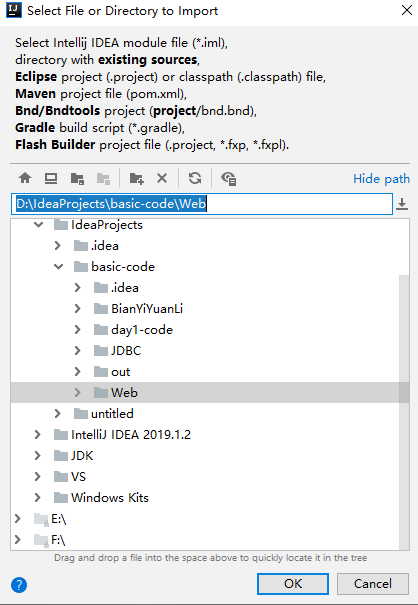 IJ Select File or Directory to Import
Select Intellij IDEA module file (*.iml),
directory with existing sources,
Eclipse project (.project) or classpath (.classpath) file,
Maven project file (pom.xml),
Bnd/Bndtools project (project/bnd.bnd),
Gradle build script (*.gradle),
Flash Builder project file (.project, *.fxp, *.fxpl).
Hide path
D:\IdeaProjects\basic-code\Web
IdeaProjects
.idea
basic-code
.idea
BianYiYuanLi
day1-code
JDBC
out
Web
untitled
IntelliJ IDEA 2019.1.2
JDK
VS
Windows Kits
E:\
F:\
Drag and drop a file into the space above to quickly locate it in the tree
? OK Cancel